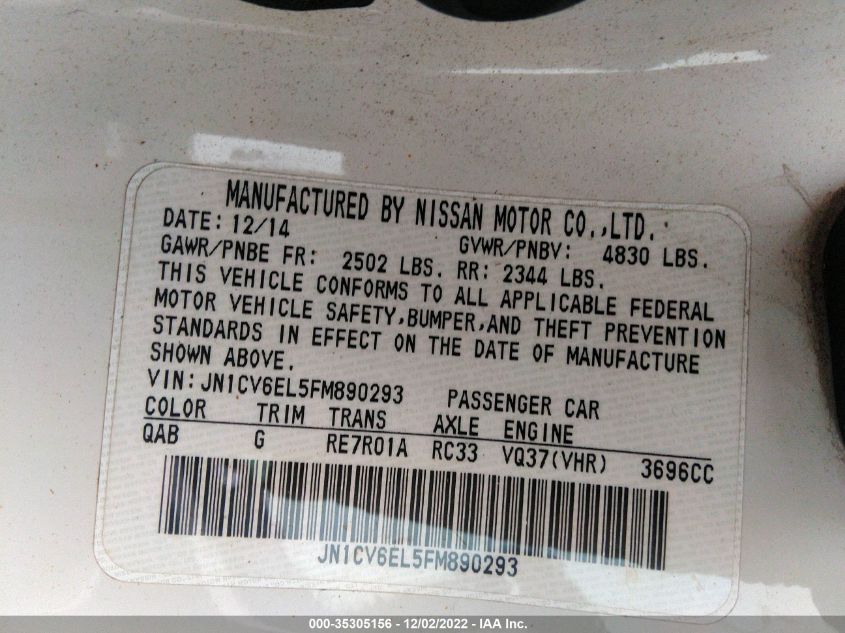 MANUFACTURED BY NISSAN MOTOR CO.,LTD.
DATE: 12/14 GVWR/PNBV: 4830 LBS.
GAWR/PNBE FR: 2502 LBS. RR: 2344 LBS.
THIS VEHICLE CONFORMS TO ALL APPLICABLE FEDERAL
MOTOR VEHICLE SAFETY,BUMPER,AND THEFT PREVENTION
STANDARDS IN EFFECT ON THE DATE OF MANUFACTURE
SHOWN ABOVE.
VIN:JN1CV6EL5FM890293 PASSENGER CAR
COLOR TRIM TRANS AXLE ENGINE
QAB G RE7R01A RC33 VQ37(VHR) 3696CC
JN1CV6EL5FM890293
000-35305156 - 12/02/2022 - IAA Inc.